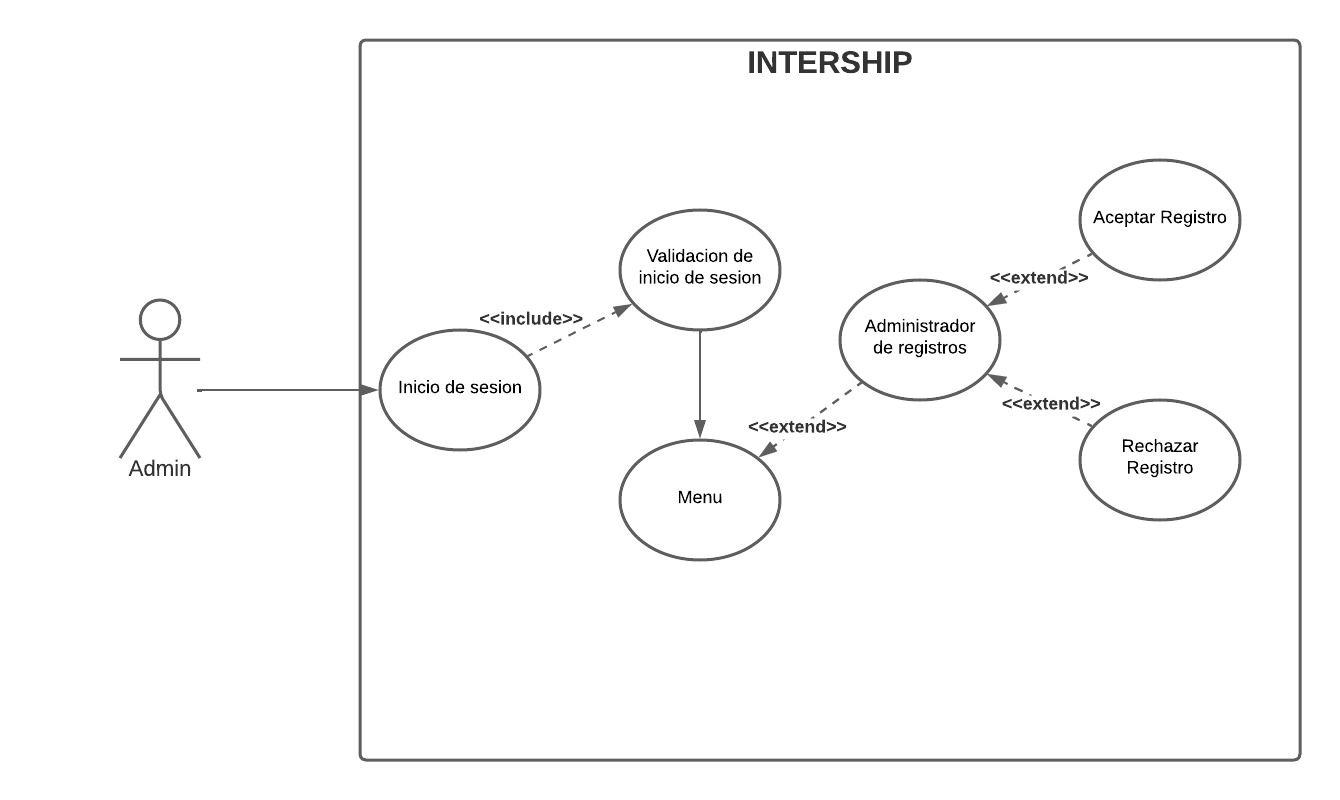 INTERSHIP
Aceptar Registro
Validacion de
inicio de sesion
<<extend>>
<<include>>
Administrador
de registros
Inicio de sesion
<<extend>>
<<extend>>
Rechazar
Registro
Admin
Menu